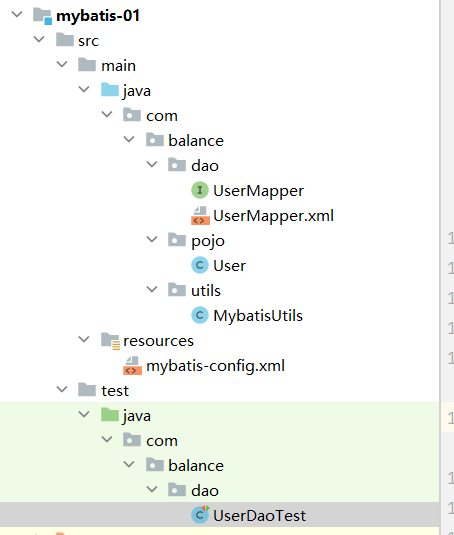 mybatis-01
src
main
java
com
balance
dao
I UserMapper
UserMapper.xml
pojo
C User
utils
C MybatisUtils
resources
mybatis-config.xml
test
java
com
balance
dao
C UserDaoTest